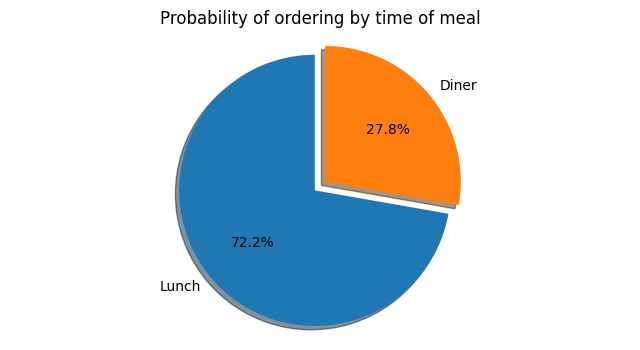 Probability of ordering by time of meal
Diner
27.8%
72.2%
Lunch